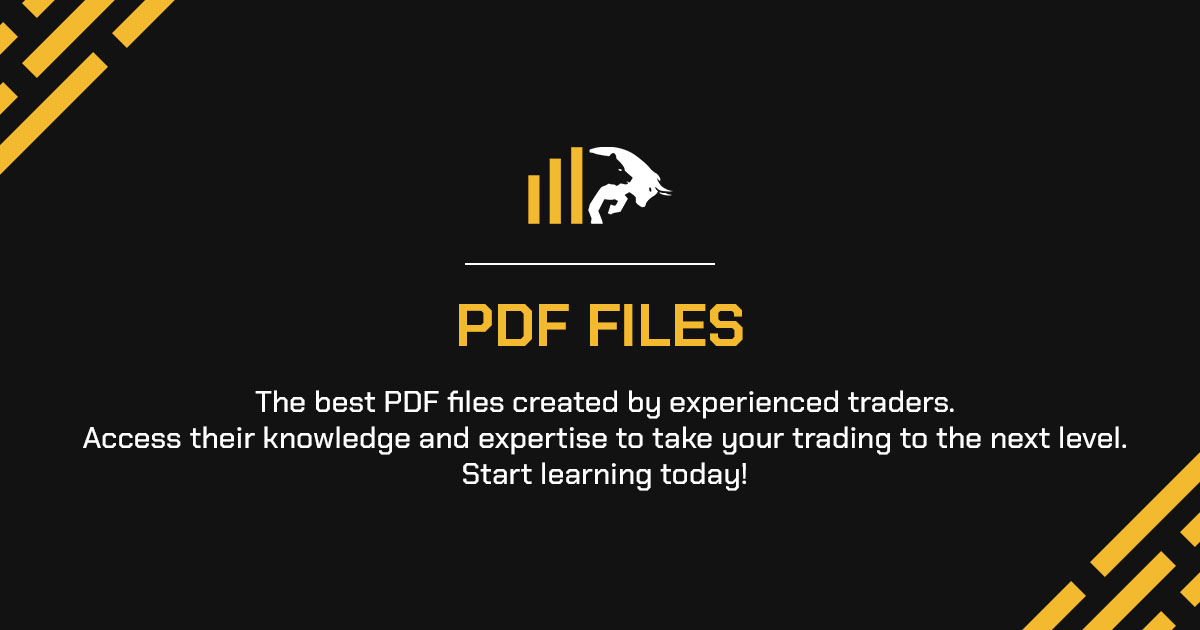 PDF FILES
The best PDF files created by experienced traders.
Access their knowledge and expertise to take your trading to the next level.
Start learning today!